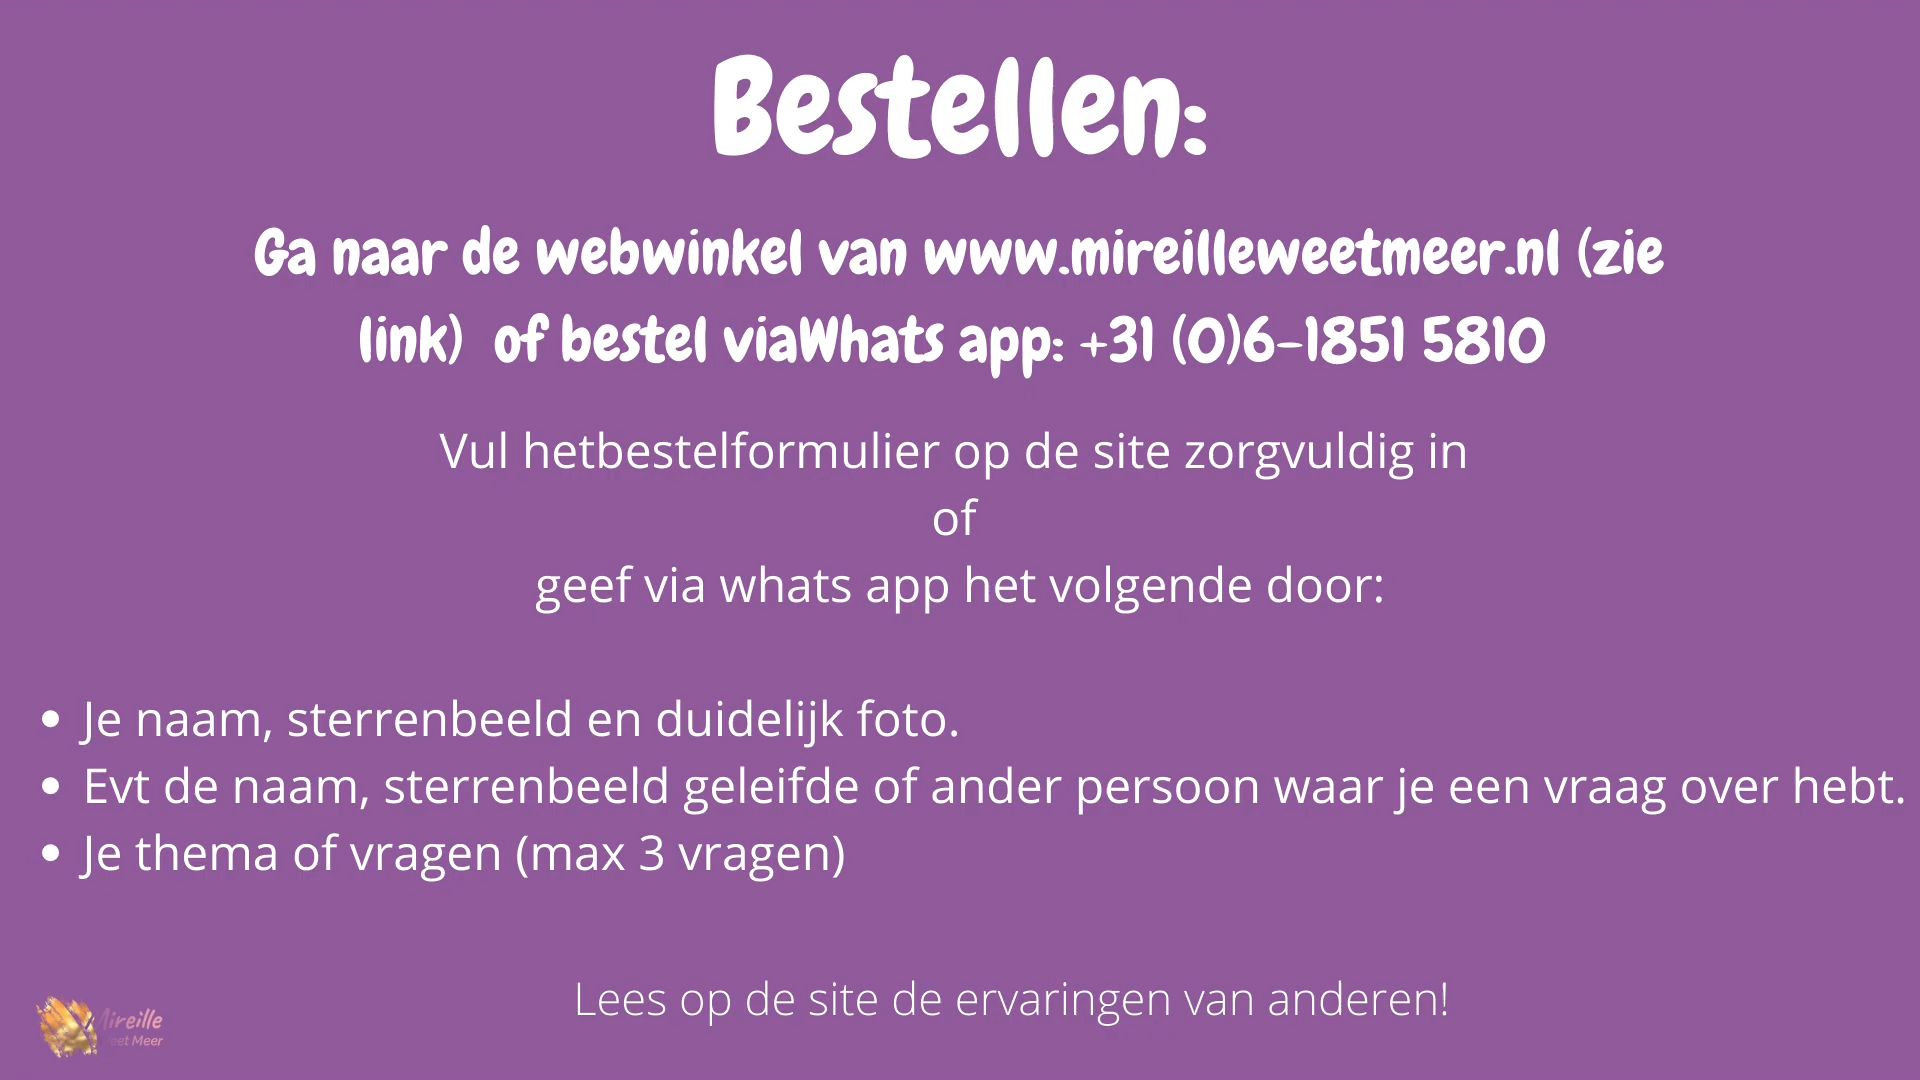 Bestellen:
Ga naar de webwinkel van www.mireilleweetmeer.nl (zie
link)  of bestel viaWhats app: +31 (0)6-1851 5810
Vul hetbestelformulier op de site zorgvuldig in
of
geef via whats app het volgende door:
• Je naam, sterrenbeeld en duidelijk foto.
• Evt de naam, sterrenbeeld geleifde of ander persoon waar je een vraag over hebt.
• Je thema of vragen (max 3 vragen)
Lees op de site de ervaringen van anderen!
Mireille
Weet Meer